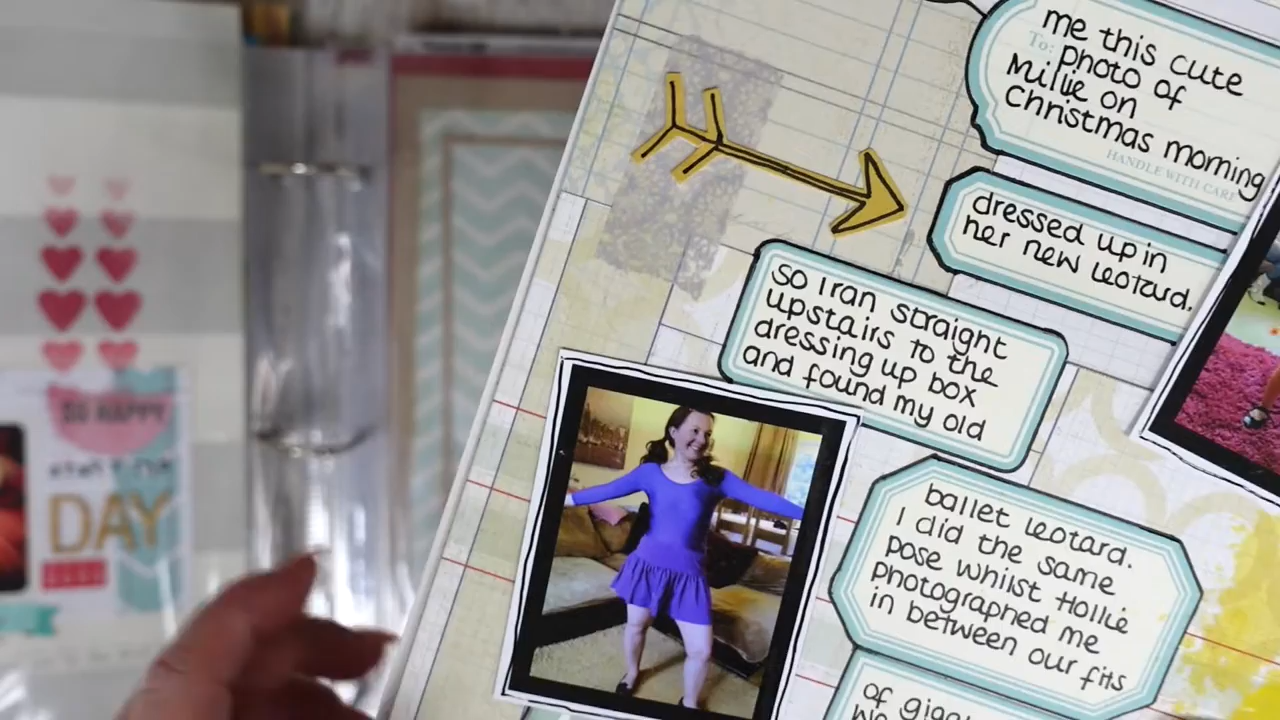 me this cute
To: photo of
Millie on
Christmas morning
HANDLE WITH CARE
dressed up in
her new leotard.
so I ran straight
upstairs to the
dressing up box
and found my old
ballet leotard.
I did the same
pose whilst Hollie
photographed me
in between our fits
SO HAPPY
DAY